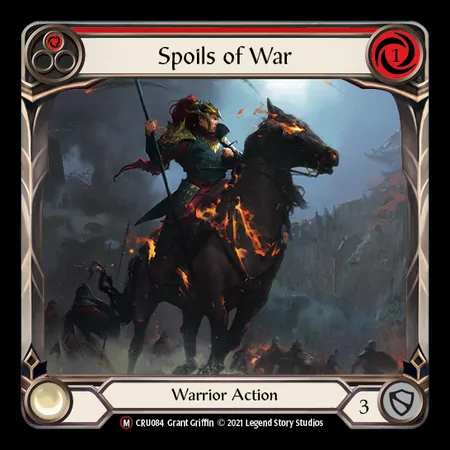 Spoils of War
1
Warrior Action
3
M CRU084 Grant Griffin © 2021 Legend Story Studios